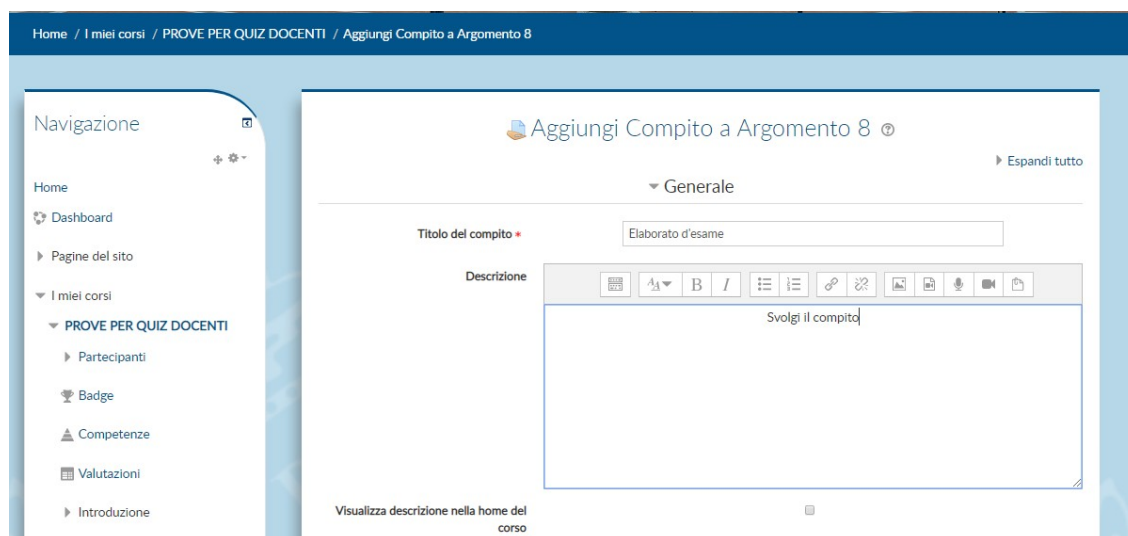 Home / I miei corsi / PROVE PER QUIZ DOCENTI / Aggiungi Compito a Argomento 8
Navigazione
Home
Dashboard
Pagine del sito
I miei corsi
PROVE PER QUIZ DOCENTI
Partecipanti
Badge
Competenze
Valutazioni
Introduzione
Aggiungi Compito a Argomento 8
Espandi tutto
Generale
Titolo del compito *
Elaborato d'esame
Descrizione
B I
Svolgi il compito
Visualizza descrizione nella home del
corso